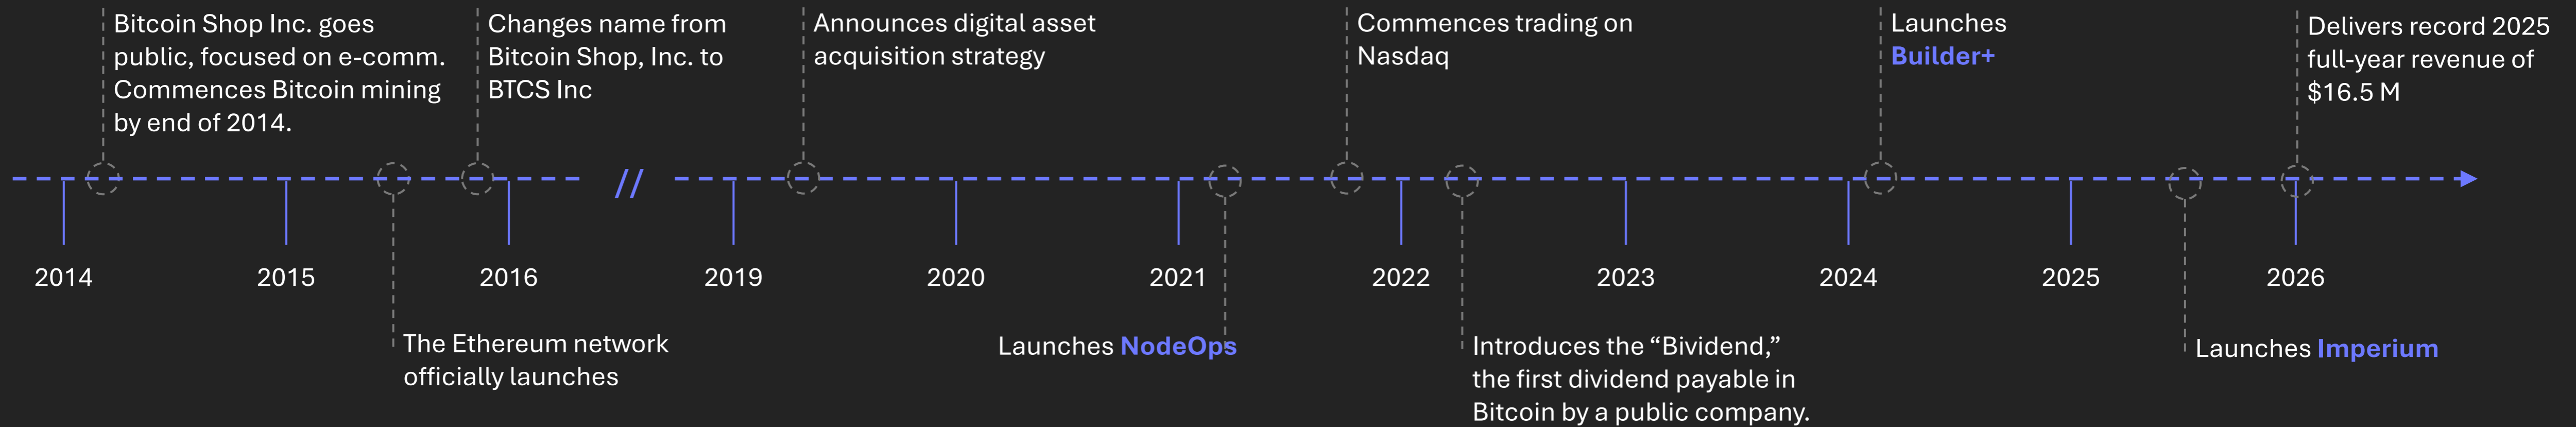 Bitcoin Shop Inc. goes
public, focused on e-comm.
Commences Bitcoin mining
by end of 2014.
Changes name from
Bitcoin Shop, Inc. to
BTCS Inc
Announces digital asset
acquisition strategy
Commences trading on
Nasdaq
Launches
Builder+
Delivers record 2025
full-year revenue of
$16.5 M
//
2014
2015
2016
2019
2020
2021
2022
2023
2024
2025
2026
The Ethereum network
officially launches
Launches NodeOps
Introduces the “Bividend,”
the first dividend payable in
Bitcoin by a public company.
Launches Imperium